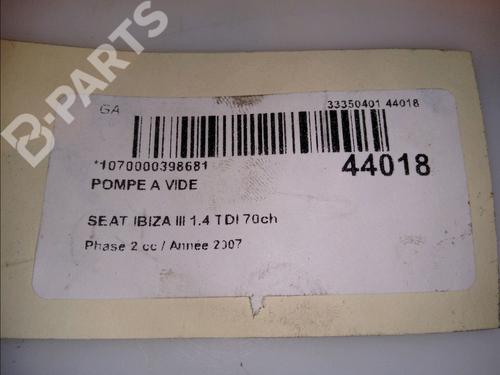 B-PARTS
GA 33350401 44018
*1070000398681 44018
POMPE A VIDE
SEAT IBIZA III 1.4 TDI 70ch
Phase 2 cc / Année 2007